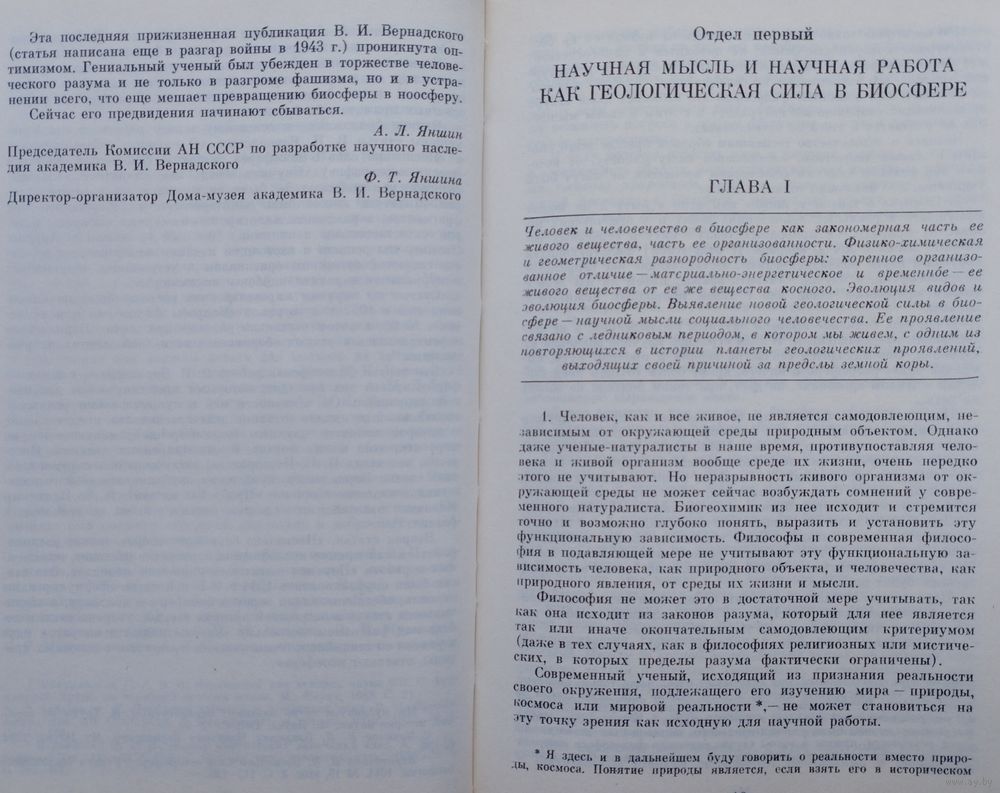 Эта последняя прижизненная публикация В. И. Вернадского
(статья написана еще в разгар войны в 1943 г.) проникнута оп-
тимизмом. Гениальный ученый был убежден в торжестве челове-
ческого разума и не только в разгроме фашизма, но и в устра-
нении всего, что еще мешает превращению биосферы в ноосферу.
Сейчас его предвидения начинают сбываться.
А. Л. Яншин
Председатель Комиссии АН СССР по разработке научного насле-
дия академика В. И. Вернадского
Ф. Т. Яншина
Директор-организатор Дома-музея академика В. И. Вернадского
Отдел первый
НАУЧНАЯ МЫСЛЬ И НАУЧНАЯ РАБОТА
КАК ГЕОЛОГИЧЕСКАЯ СИЛА В БИОСФЕРЕ
ГЛАВА I
Человек и человечество в биосфере как закономерная часть ее
живого вещества, часть ее организованности. Физико-химическая
и геометрическая разнородность биосферы: коренное организо-
ванное отличие — материально-энергетическое и временно́е — ее
живого вещества от ее же вещества косного. Эволюция видов и
эволюция биосферы. Выявление новой геологической силы в био-
сфере — научной мысли социального человечества. Ее проявление
связано с ледниковым периодом, в котором мы живем, с одним из
повторяющихся в истории планеты геологических проявлений,
выходящих своей причиной за пределы земной коры.
1. Человек, как и все живое, не является самодовлеющим, не-
зависимым от окружающей среды природным объектом. Однако
даже ученые-натуралисты в наше время, противупоставляя чело-
века и живой организм вообще среде их жизни, очень нередко
этого не учитывают. Но неразрывность живого организма от ок-
ружающей среды не может сейчас возбуждать сомнений у совре-
менного натуралиста. Биогеохимик из нее исходит и стремится
точно и возможно глубоко понять, выразить и установить эту
функциональную зависимость. Философы и современная филосо-
фия в подавляющей мере не учитывают эту функциональную за-
висимость человека, как природного объекта, и человечества, как
природного явления, от среды их жизни и мысли.
Философия не может это в достаточной мере учитывать, так
как она исходит из законов разума, который для нее является
так или иначе окончательным самодовлеющим критериумом
(даже в тех случаях, как в философиях религиозных или мистиче-
ских, в которых пределы разума фактически ограничены).
Современный ученый, исходящий из признания реальности
своего окружения, подлежащего его изучению мира — природы,
космоса или мировой реальности *,— не может становиться на
эту точку зрения как исходную для научной работы.
* Я здесь и в дальнейшем буду говорить о реальности вместо приро-
ды, космоса. Понятие природы является, если взять его в историческом
www.ay.by